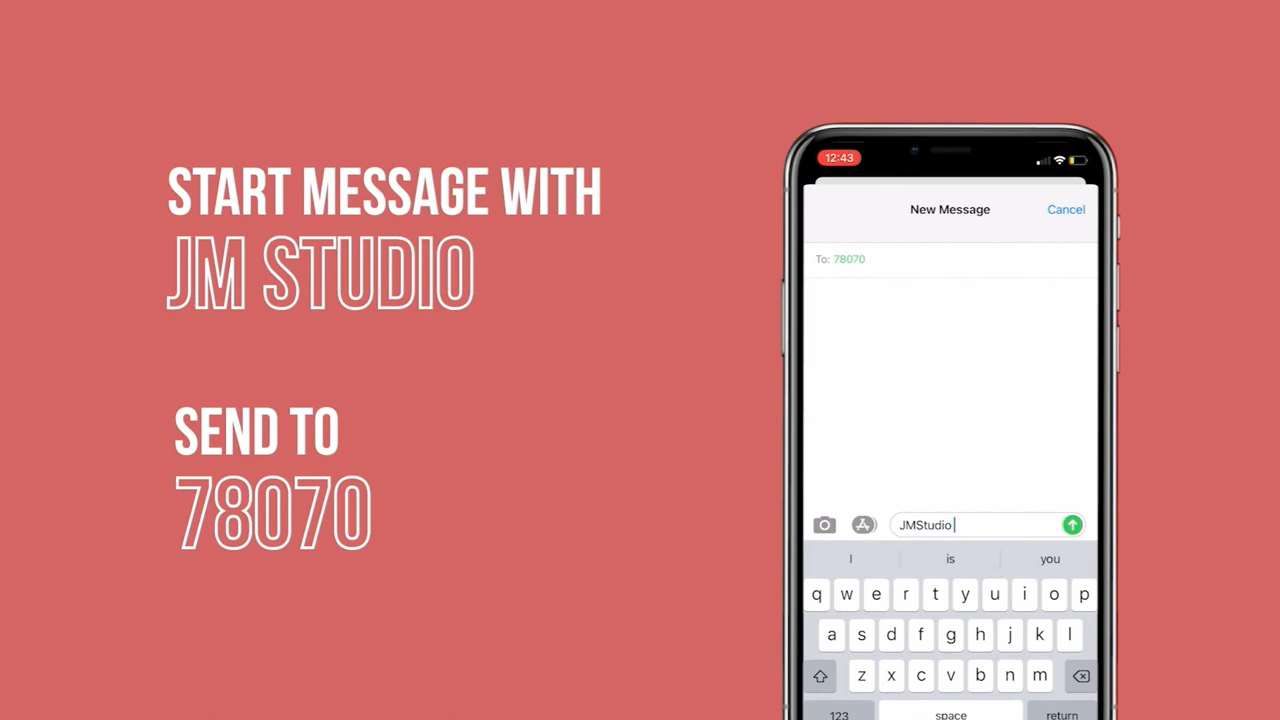 START MESSAGE WITH
JM STUDIO
SEND TO
78070
12:43
New Message
Cancel
To: 78070
JMStudio
I is you
q w e r t y u i o p
a s d f g h j k l
z x c v b n m
123 space return